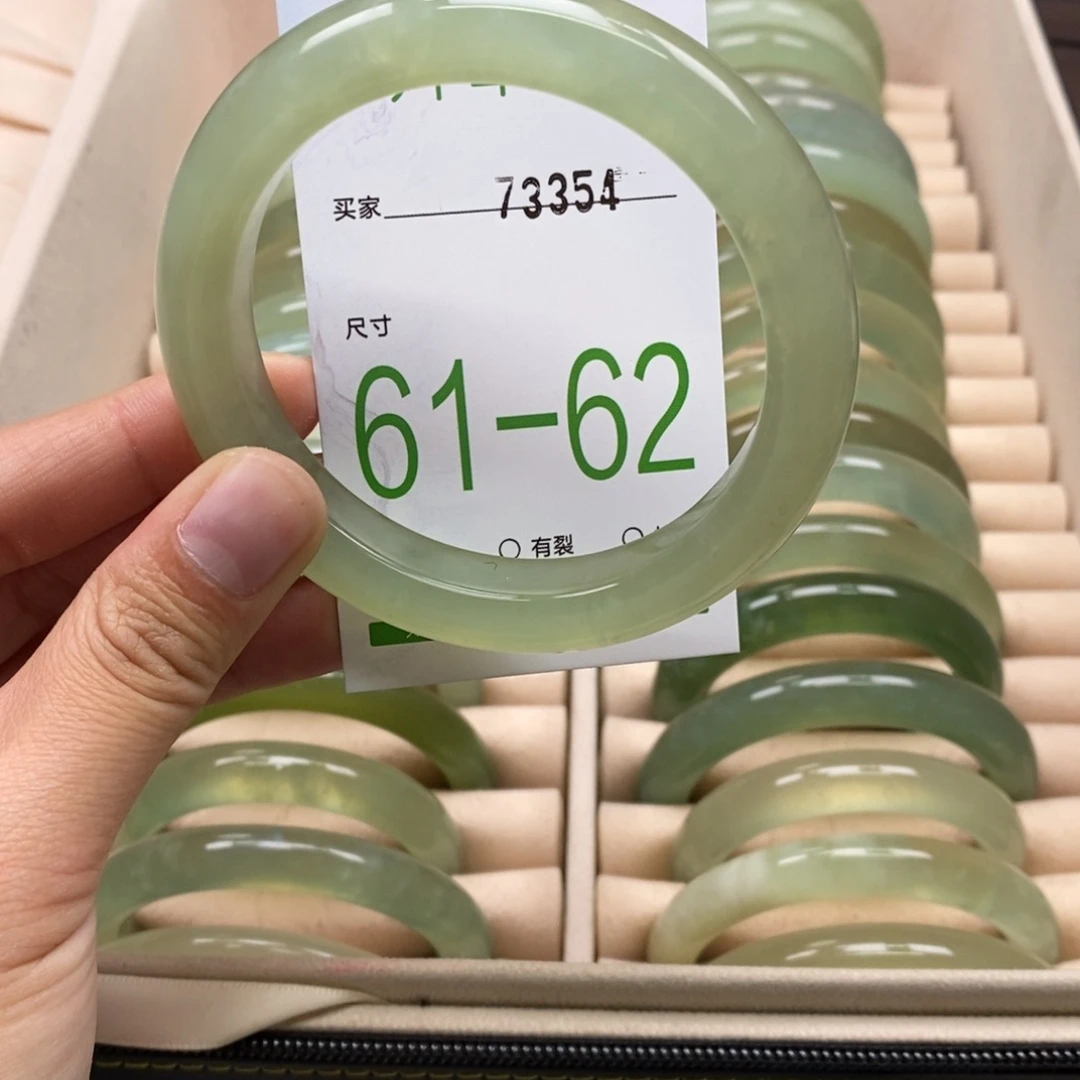 买家 73354
尺寸
61-62
○ 有裂 ○